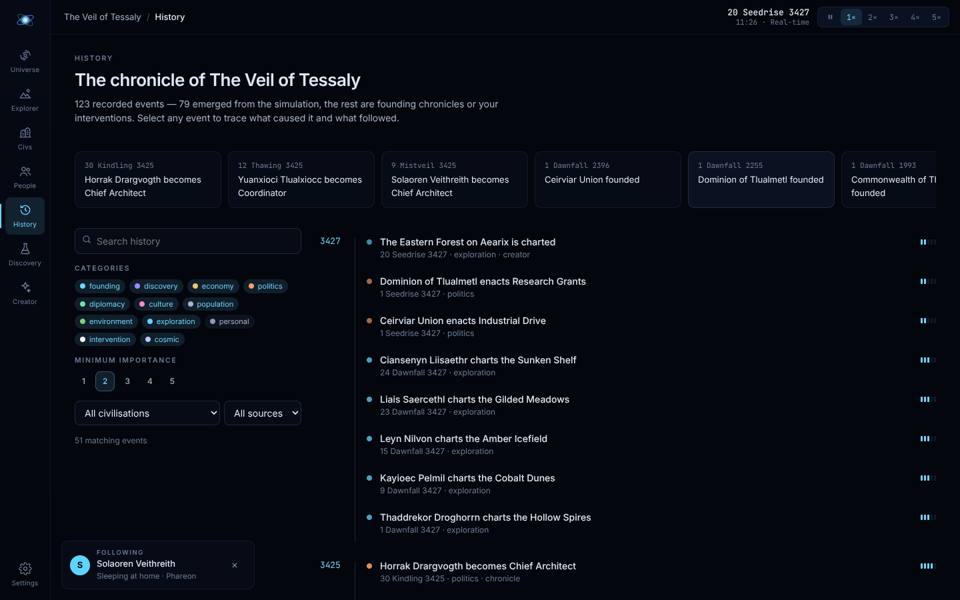 The Veil of Tessaly / History
20 Seedrise 3427
11:26 · Real-time
1× 2× 3× 4× 5×
Universe
Explorer
Civs
People
History
Discovery
Creator
Settings
HISTORY
The chronicle of The Veil of Tessaly
123 recorded events — 79 emerged from the simulation, the rest are founding chronicles or your
interventions. Select any event to trace what caused it and what followed.
30 Kindling 3425
Horrak Drargvogth becomes
Chief Architect
12 Thawing 3425
Yuanxioci Tlualxiocc becomes
Coordinator
9 Mistveil 3425
Solaoren Veithreith becomes
Chief Architect
1 Dawnfall 2396
Ceirviar Union founded
1 Dawnfall 2255
Dominion of Tlualmetl founded
1 Dawnfall 1993
Commonwealth of
founded
Search history
CATEGORIES
founding discovery economy politics
diplomacy culture population
environment exploration personal
intervention cosmic
MINIMUM IMPORTANCE
1 2 3 4 5
All civilisations All sources
51 matching events
3427
The Eastern Forest on Aearix is charted
20 Seedrise 3427 · exploration · creator
Dominion of Tlualmetl enacts Research Grants
1 Seedrise 3427 · politics
Ceirviar Union enacts Industrial Drive
1 Seedrise 3427 · politics
Ciansenyn Liisaethr charts the Sunken Shelf
24 Dawnfall 3427 · exploration
Liais Saercethl charts the Gilded Meadows
23 Dawnfall 3427 · exploration
Leyn Nilvon charts the Amber Icefield
15 Dawnfall 3427 · exploration
Kayioec Pelmil charts the Cobalt Dunes
9 Dawnfall 3427 · exploration
Thaddrekor Droghorrn charts the Hollow Spires
1 Dawnfall 3427 · exploration
3425
Horrak Drargvogth becomes Chief Architect
30 Kindling 3425 · politics · chronicle
S
FOLLOWING
Solaoren Veithreith
Sleeping at home · Phareon
×